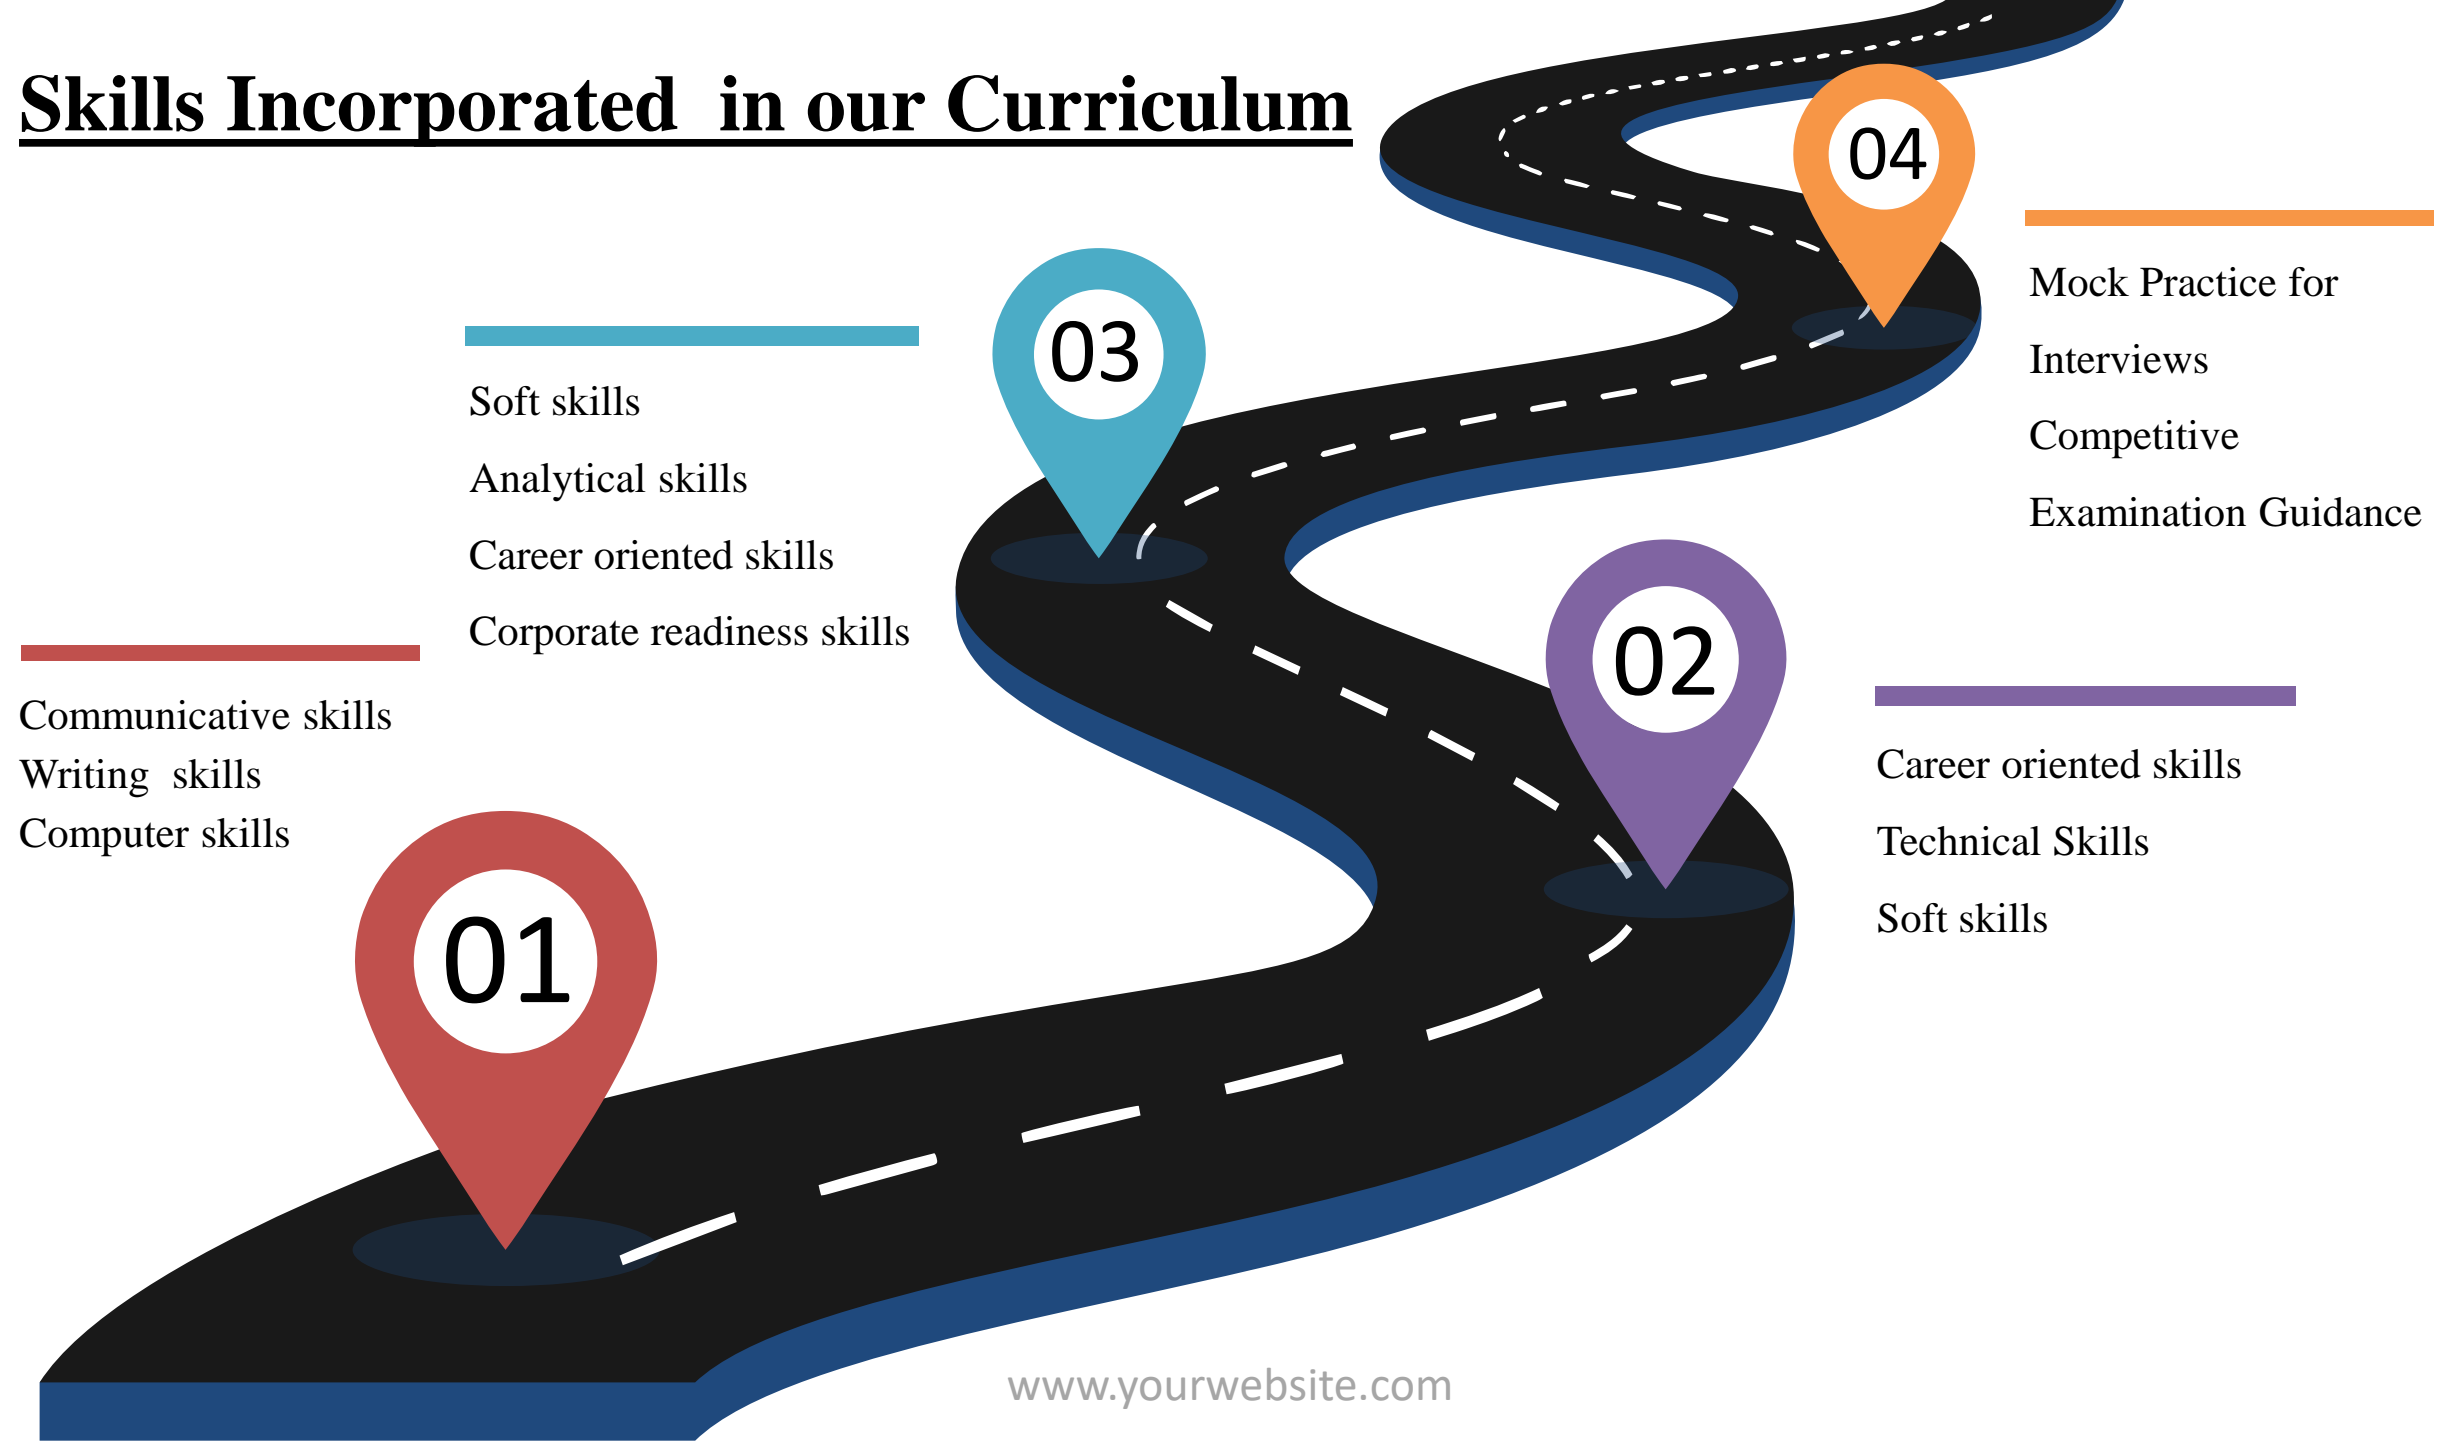 Skills Incorporated  in our Curriculum
04
Mock Practice for
Interviews
Competitive
Examination Guidance
03
Soft skills
Analytical skills
Career oriented skills
Corporate readiness skills
02
Career oriented skills
Technical Skills
Soft skills
Communicative skills
Writing  skills
Computer skills
01
www.yourwebsite.com